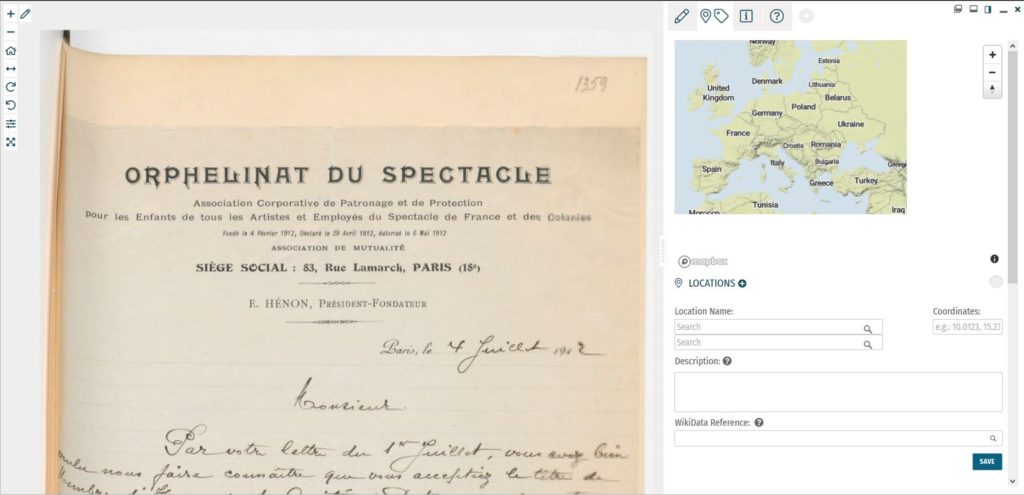 1359
ORPHELINAT DU SPECTACLE
Association Corporative de Patronage et de Protection
pour les Enfants de tous les Artistes et Employés du Spectacle de France et des Colonies
Fondé le 4 Février 1912, Déclaré le 29 Avril 1912, Autorisé le 6 Mai 1912
ASSOCIATION DE MUTUALITÉ
SIÈGE SOCIAL : 83, Rue Lamarck, PARIS (18e)
E. HÉNON, PRÉSIDENT-FONDATEUR
Paris, le 4 Juillet 1912
Monsieur
Par votre lettre du 1er Juillet, vous avez bien
voulu nous faire connaître que vous acceptiez le titre de
Norway
Estonia
Denmark
Lithuania
United
Kingdom
Belarus
Poland
Germany
Ukraine
France
Croatia
Romania
Italy
Bulgaria
Georgia
Spain
Greece
Turkey
Tunisia
Morocco
Iraq
mapbox
LOCATIONS
Location Name:
Coordinates:
Search
e.g.: 10.0123, 15.23
Search
Description:
WikiData Reference:
SAVE